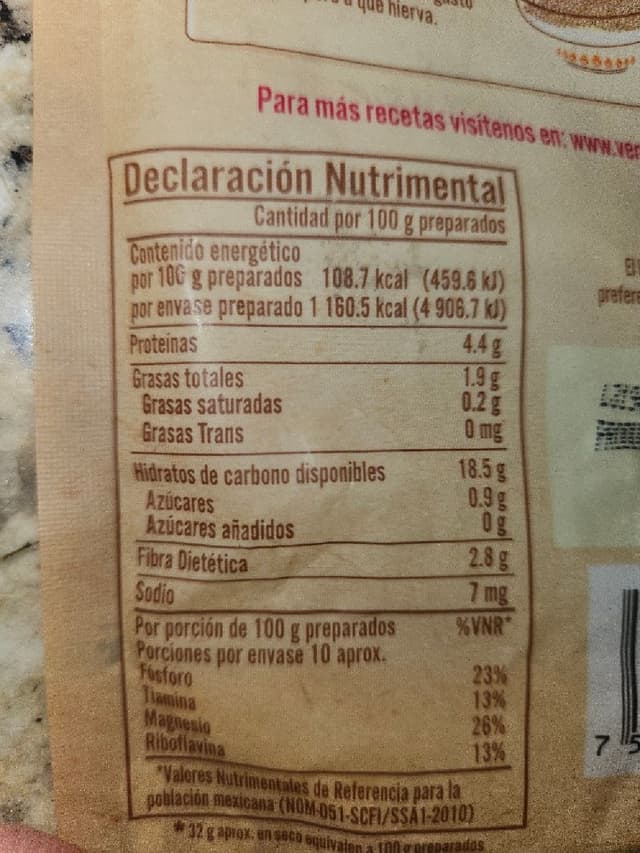 que hierva.
Para más recetas visítenos en: www.ver
Declaración Nutrimental
Cantidad por 100 g preparados
Contenido energético
por 100 g preparados 108.7 kcal (459.6 kJ)
por envase preparado 1 160.5 kcal (4 906.7 kJ)
Proteínas 4.4 g
Grasas totales 1.9 g
Grasas saturadas 0.2 g
Grasas Trans 0 mg
Hidratos de carbono disponibles 18.5 g
Azúcares 0.9 g
Azúcares añadidos 0 g
Fibra Dietética 2.8 g
Sodio 7 mg
Por porción de 100 g preparados %VNR*
Porciones por envase 10 aprox.
Fósforo 23%
Tiamina 13%
Magnesio 26%
Riboflavina 13%
*Valores Nutrimentales de Referencia para la
población mexicana (NOM-051-SCFI/SSA1-2010)
* 32 g aprox. en seco equivalen a 100 g preparados
prefere
7 5